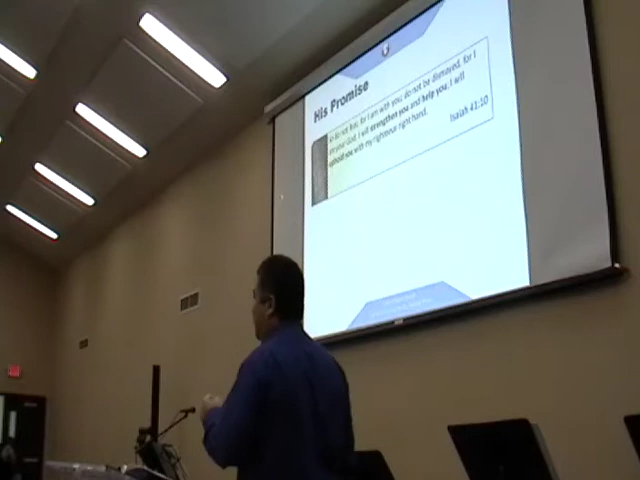 His Promise
so do not fear, for I am with you; do not be dismayed, for I
am your God. I will strengthen you and help you; I will
uphold you with my righteous right hand.
Isaiah 41:10